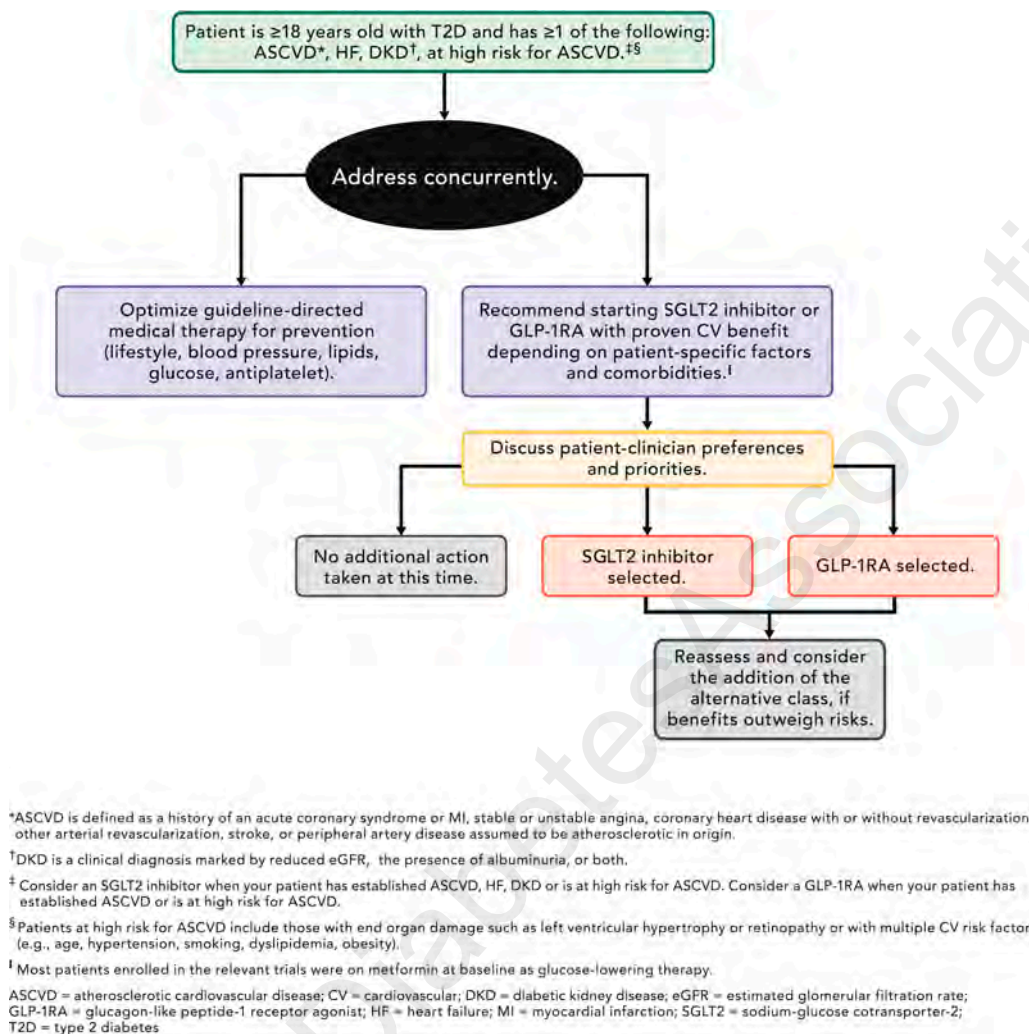 Patient is ≥18 years old with T2D and has ≥1 of the following:
ASCVD*, HF, DKD†, at high risk for ASCVD.‡§
Address concurrently.
Optimize guideline-directed
medical therapy for prevention
(lifestyle, blood pressure, lipids,
glucose, antiplatelet).
Recommend starting SGLT2 inhibitor or
GLP-1RA with proven CV benefit
depending on patient-specific factors
and comorbidities.ǀ
Discuss patient-clinician preferences
and priorities.
No additional action
taken at this time.
SGLT2 inhibitor
selected.
GLP-1RA selected.
Reassess and consider
the addition of the
alternative class, if
benefits outweigh risks.
*ASCVD is defined as a history of an acute coronary syndrome or MI, stable or unstable angina, coronary heart disease with or without revascularization
other arterial revascularization, stroke, or peripheral artery disease assumed to be atherosclerotic in origin.
†DKD is a clinical diagnosis marked by reduced eGFR, the presence of albuminuria, or both.
‡ Consider an SGLT2 inhibitor when your patient has established ASCVD, HF, DKD or is at high risk for ASCVD. Consider a GLP-1RA when your patient has
established ASCVD or is at high risk for ASCVD.
§ Patients at high risk for ASCVD include those with end organ damage such as left ventricular hypertrophy or retinopathy or with multiple CV risk factor
(e.g., age, hypertension, smoking, dyslipidemia, obesity).
ǀ Most patients enrolled in the relevant trials were on metformin at baseline as glucose-lowering therapy.
ASCVD = atherosclerotic cardiovascular disease; CV = cardiovascular; DKD = diabetic kidney disease; eGFR = estimated glomerular filtration rate;
GLP-1RA = glucagon-like peptide-1 receptor agonist; HF = heart failure; MI = myocardial infarction; SGLT2 = sodium-glucose cotransporter-2;
T2D = type 2 diabetes
DiabetesAssociati